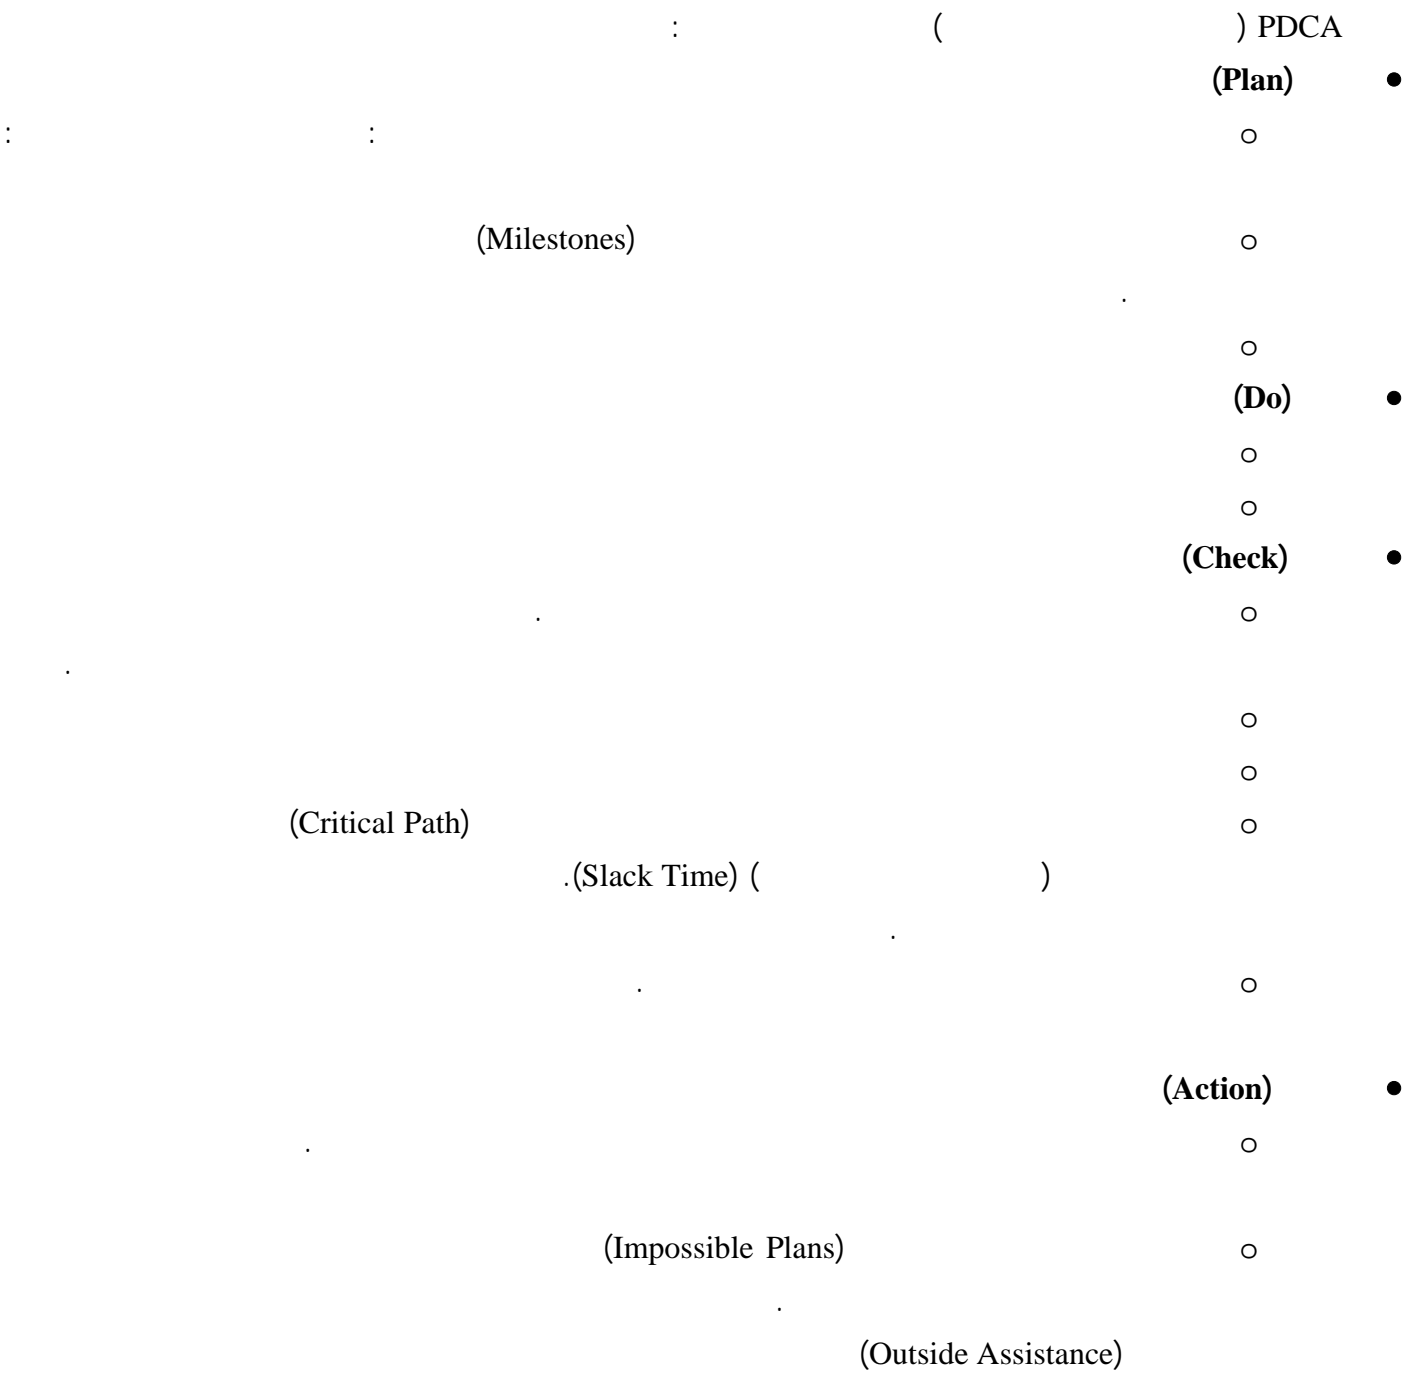 PDCA ( ) :
● (Plan)
○ : :
○ (Milestones)
.
○
● (Do)
○
○
● (Check)
○ .
.
○
○
○ (Critical Path)
( ) (Slack Time).
.
○ .
● (Action)
○ .
○ (Impossible Plans)
.
(Outside Assistance)